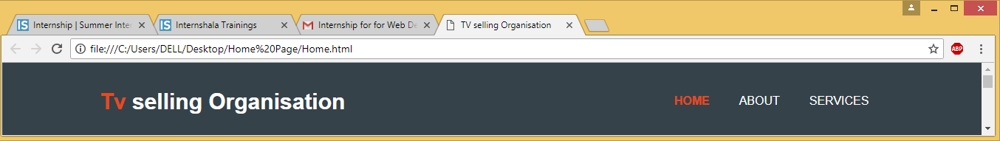 Internship | Summer Inter
Internshala Trainings
Internship for for Web De
TV selling Organisation
file:///C:/Users/DELL/Desktop/Home%20Page/Home.html
ABP
Tv selling Organisation
HOME ABOUT SERVICES